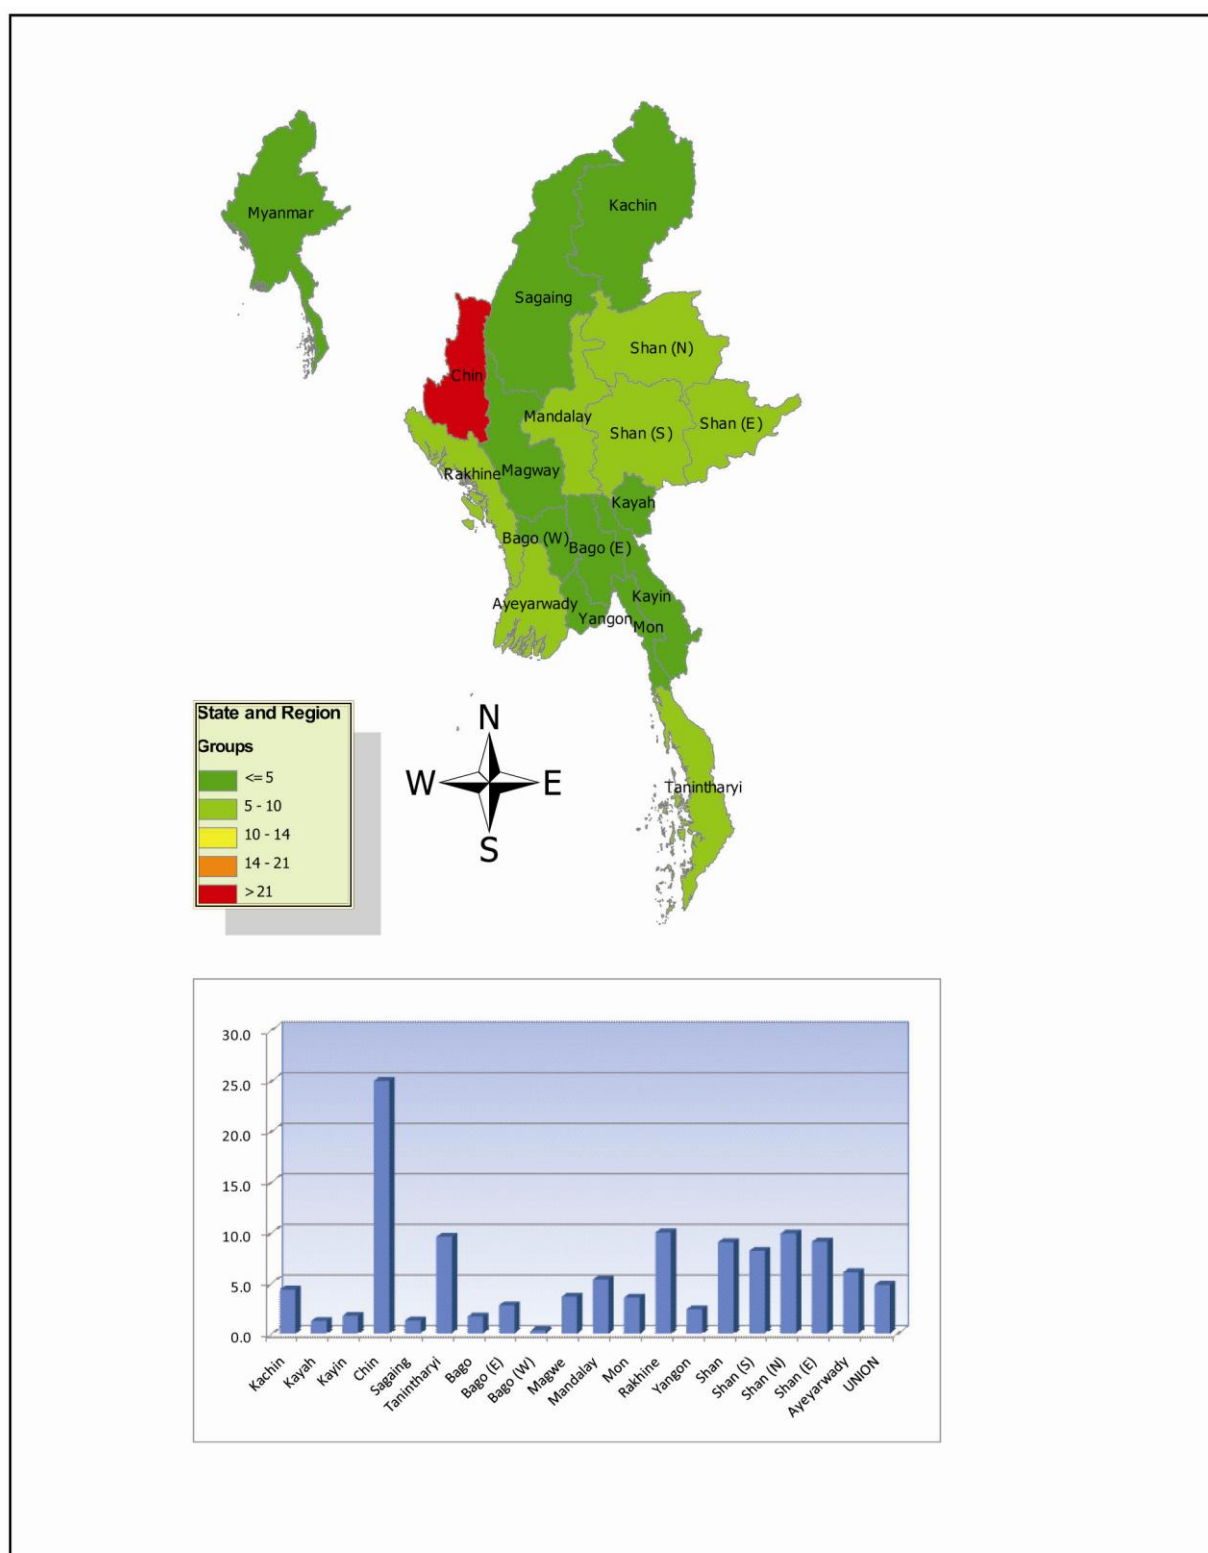 Myanmar
Kachin
Sagaing
Shan (N)
Chin
Mandalay
Shan (E)
Shan (S)
Rakhine
Magway
Kayah
Bago (W)
Bago (E)
Ayeyarwady
Kayin
Yangon
Mon
Tanintharyi
State and Region
Groups
<= 5
5 - 10
10 - 14
14 - 21
> 21
N
W
E
S
30.0
25.0
20.0
15.0
10.0
5.0
0.0
Kachin
Kayah
Kayin
Chin
Sagaing
Tanintharyi
Bago
Bago (E)
Bago (W)
Magwe
Mandalay
Mon
Rakhine
Yangon
Shan
Shan (S)
Shan (N)
Shan (E)
Ayeyarwady
UNION